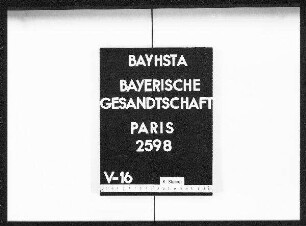 BAYHSTA
BAYERISCHE
GESANDTSCHAFT
PARIS
2598
V-16